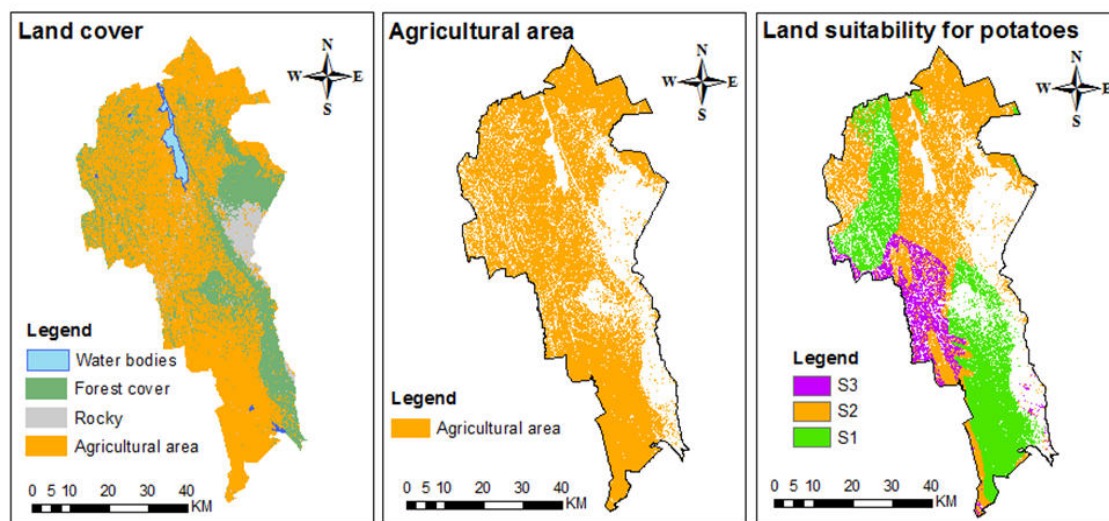 Land cover
N
W E
S
Legend
Water bodies
Forest cover
Rocky
Agricultural area
0 5 10 20 30 40
KM
Agricultural area
N
W E
S
Legend
Agricultural area
0 5 10 20 30 40
KM
Land suitability for potatoes
N
W E
S
Legend
S3
S2
S1
0 5 10 20 30 40
KM